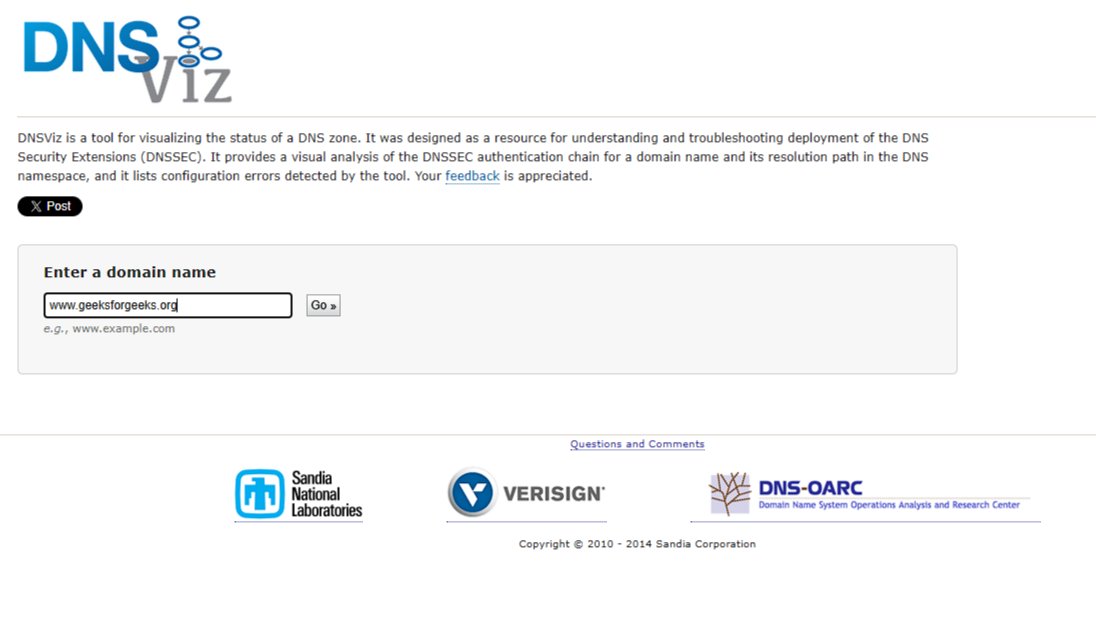 DNS
Viz
DNSViz is a tool for visualizing the status of a DNS zone. It was designed as a resource for understanding and troubleshooting deployment of the DNS
Security Extensions (DNSSEC). It provides a visual analysis of the DNSSEC authentication chain for a domain name and its resolution path in the DNS
namespace, and it lists configuration errors detected by the tool. Your feedback is appreciated.
X Post
Enter a domain name
www.geeksforgeeks.org Go »
e.g., www.example.com
Questions and Comments
Sandia
National
Laboratories
VERISIGN
DNS-OARC
Domain Name System Operations Analysis and Research Center
Copyright © 2010 - 2014 Sandia Corporation